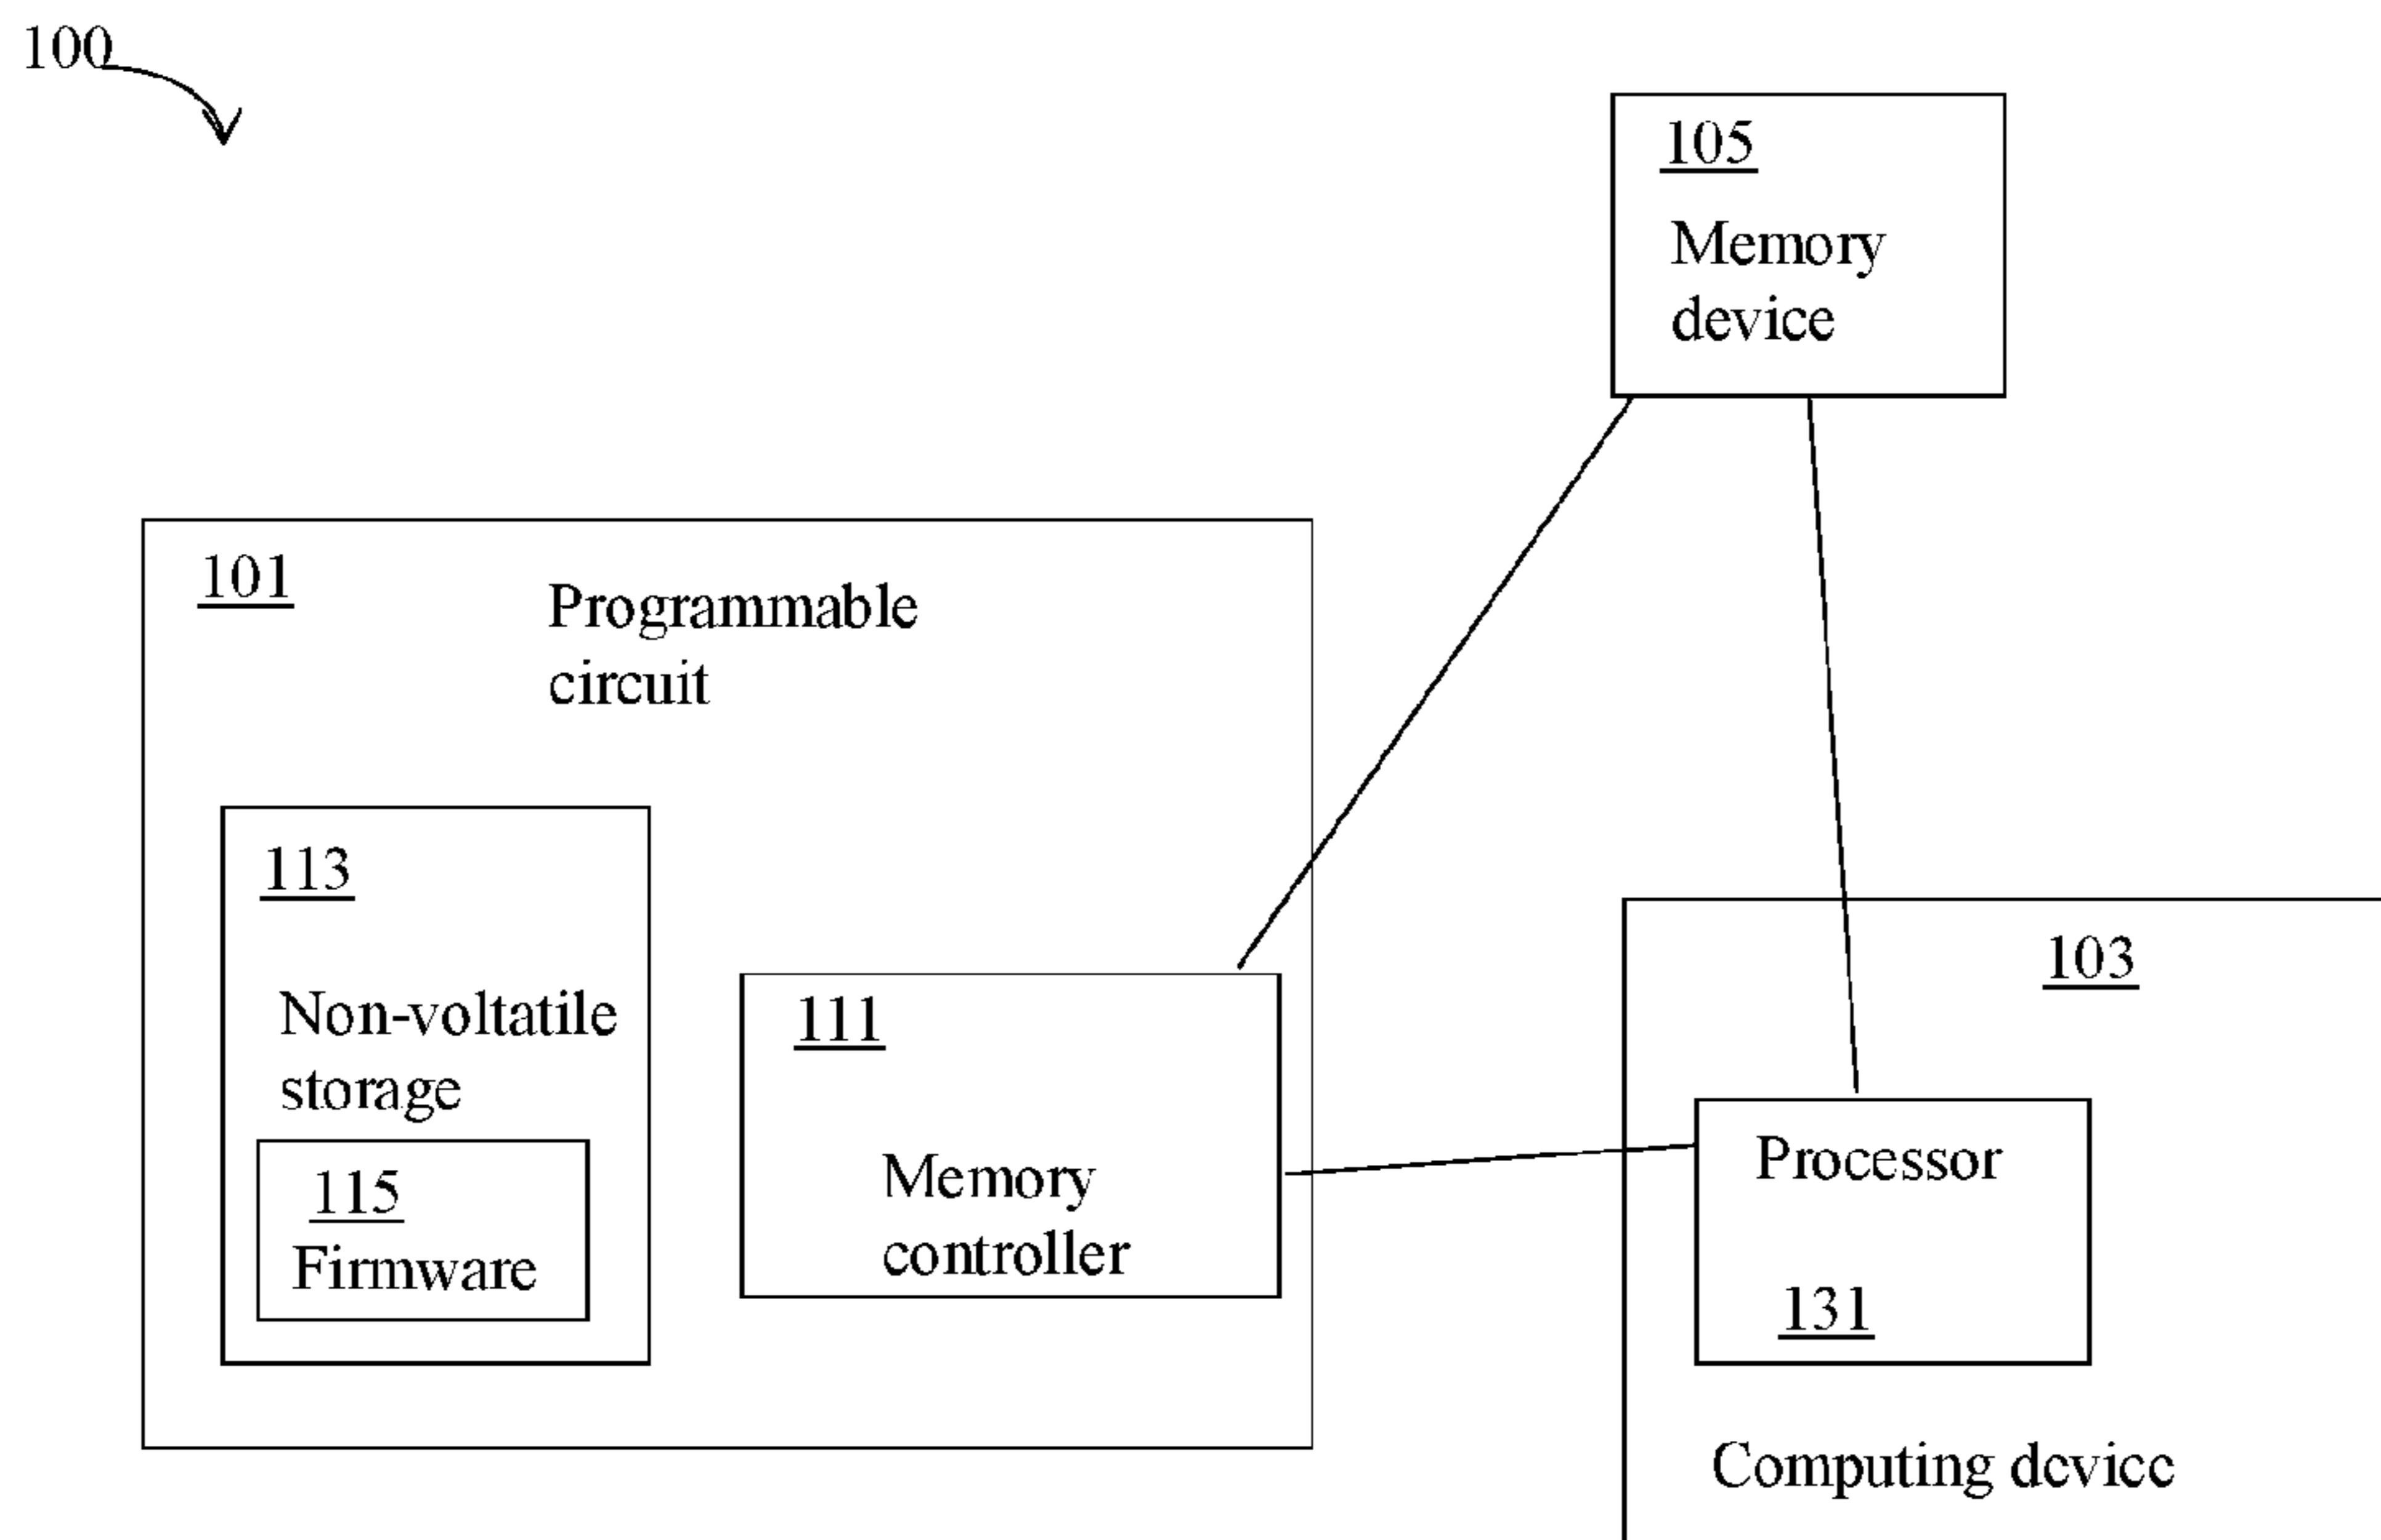 100
105
Memory
device
101
Programmable
circuit
113
Non-voltatile
storage
115
Firmware
111
Memory
controller
103
Processor
131
Computing device